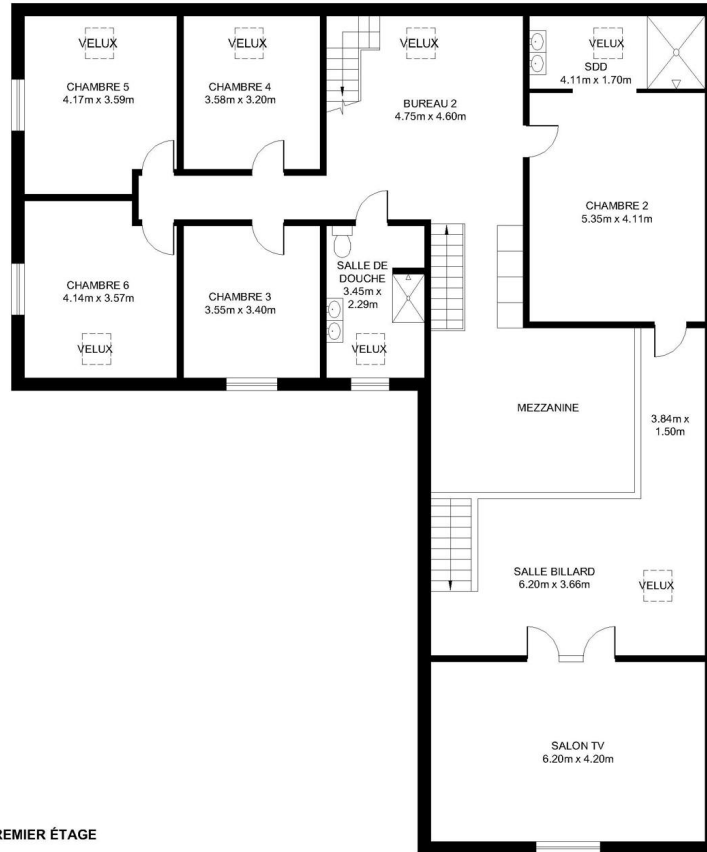 VELUX
CHAMBRE 5
4.17m x 3.59m
VELUX
CHAMBRE 4
3.58m x 3.20m
VELUX
BUREAU 2
4.75m x 4.60m
VELUX
SDD
4.11m x 1.70m
CHAMBRE 2
5.35m x 4.11m
CHAMBRE 6
4.14m x 3.57m
VELUX
CHAMBRE 3
3.55m x 3.40m
SALLE DE
DOUCHE
3.45m x
2.29m
VELUX
MEZZANINE
3.84m x
1.50m
SALLE BILLARD
6.20m x 3.66m
VELUX
SALON TV
6.20m x 4.20m
REMIER ÉTAGE